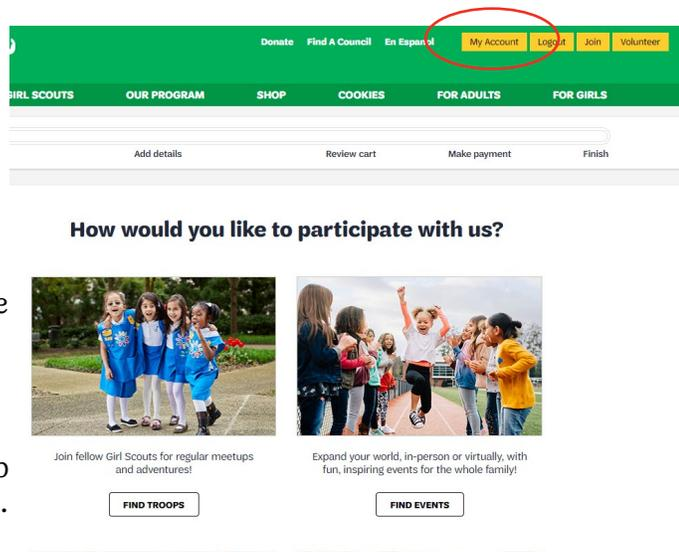 Donate Find A Council En Espanol My Account Logout Join Volunteer
GIRL SCOUTS OUR PROGRAM SHOP COOKIES FOR ADULTS FOR GIRLS
Add details Review cart Make payment Finish
How would you like to participate with us?
Join fellow Girl Scouts for regular meetups
and adventures!
Expand your world, in-person or virtually, with
fun, inspiring events for the whole family!
FIND TROOPS FIND EVENTS